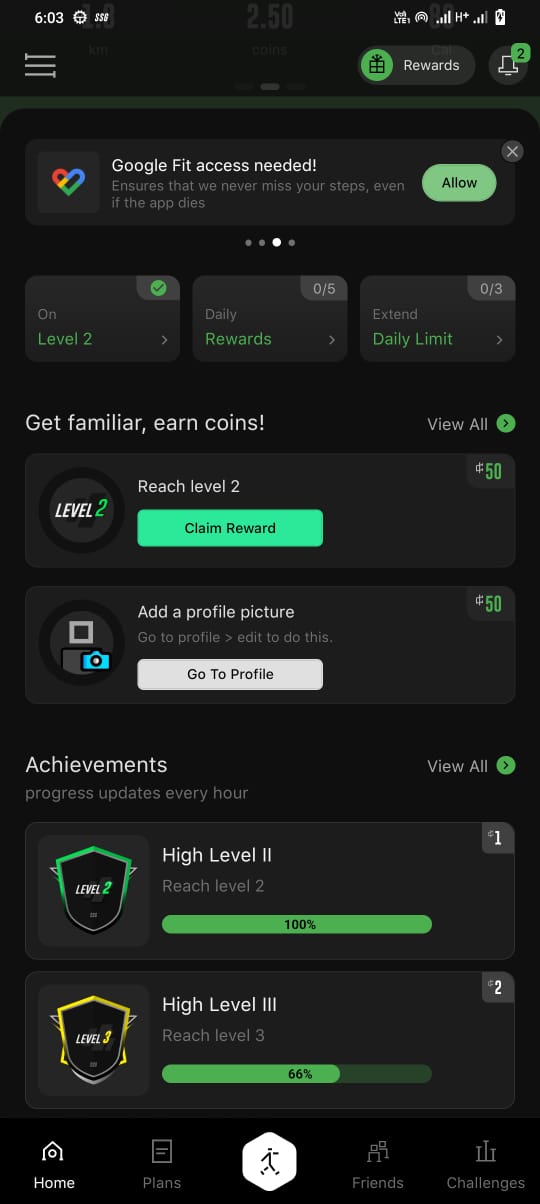 6:03 SSG Vo) LTE1 H+
2.50
km
coins
Cal
Rewards
2
Google Fit access needed!
Ensures that we never miss your steps, even
if the app dies
Allow
0/5
0/3
On
Daily
Extend
Level 2
Rewards
Daily Limit
Get familiar, earn coins!
View All
50
Reach level 2
LEVEL 2
Claim Reward
50
Add a profile picture
Go to profile > edit to do this.
Go To Profile
Achievements
View All
progress updates every hour
1
High Level II
Reach level 2
LEVEL 2
100%
2
High Level III
Reach level 3
LEVEL 3
66%
Home
Plans
Friends
Challenges